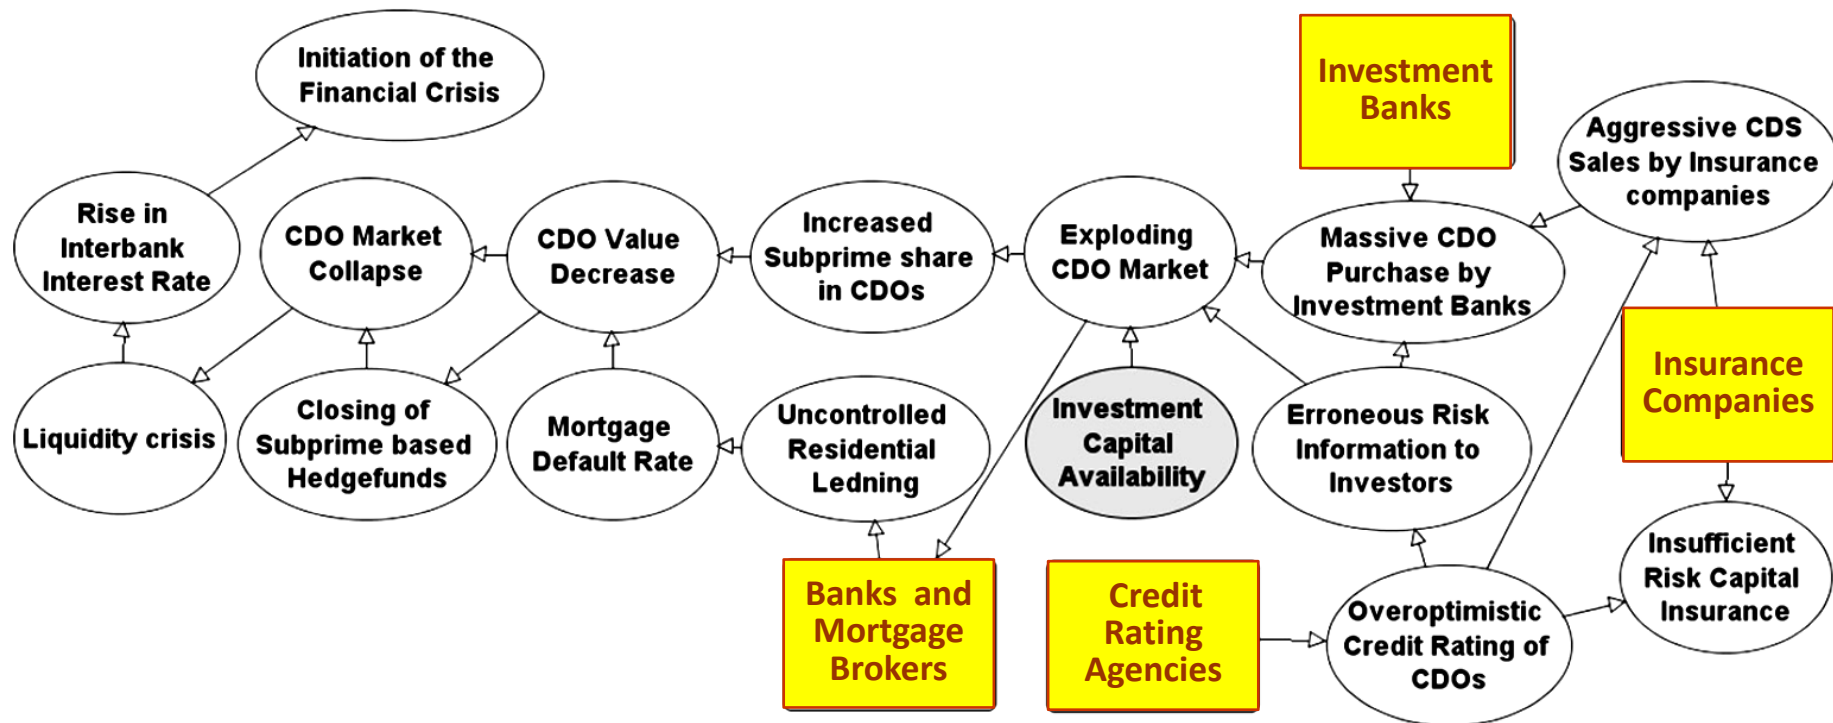 Initiation of the
Financial Crisis
Investment
Banks
Aggressive CDS
Sales by Insurance
companies
Rise in
Interbank
Interest Rate
CDO Market
Collapse
CDO Value
Decrease
Increased
Subprime share
in CDOs
Exploding
CDO Market
Massive CDO
Purchase by
Investment Banks
Insurance
Companies
Liquidity crisis
Closing of
Subprime based
Hedgefunds
Mortgage
Default Rate
Uncontrolled
Residential
Ledning
Investment
Capital
Availability
Erroneous Risk
Information to
Investors
Insufficient
Risk Capital
Insurance
Banks and
Mortgage
Brokers
Credit
Rating
Agencies
Overoptimistic
Credit Rating of
CDOs